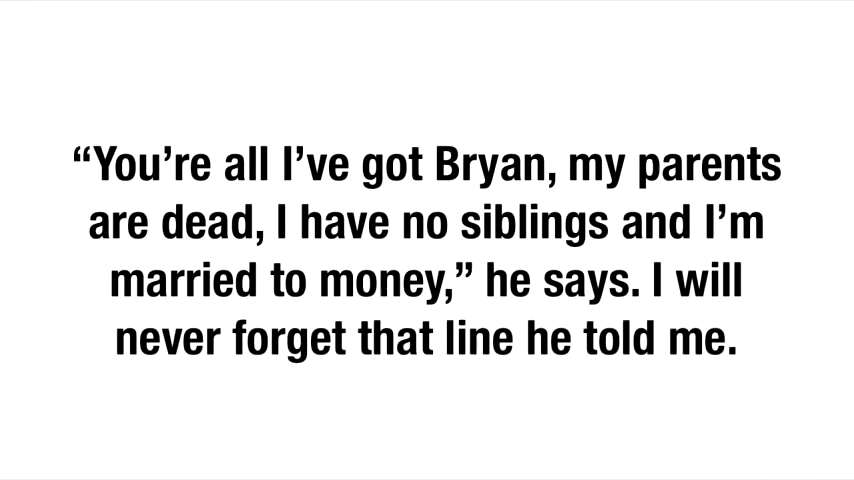 “You’re all I’ve got Bryan, my parents
are dead, I have no siblings and I’m
married to money,” he says. I will
never forget that line he told me.